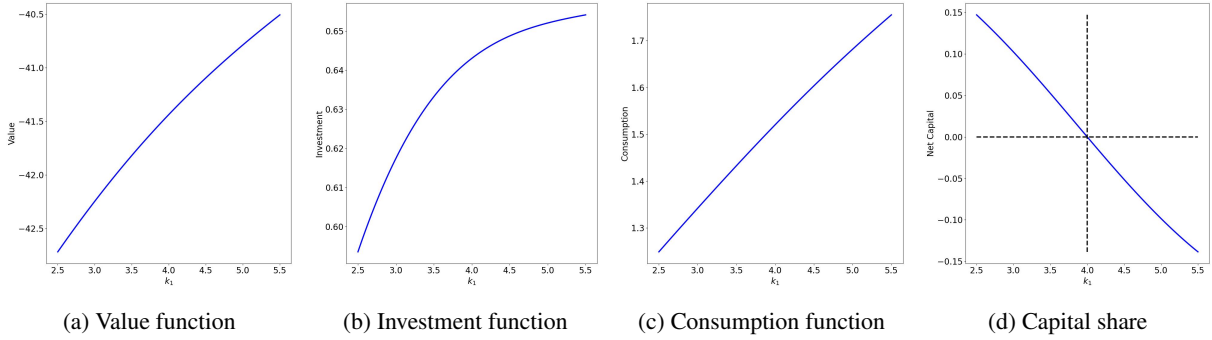 −40.5
−41.0
−41.5
−42.0
−42.5
Value
2.5 3.0 3.5 4.0 4.5 5.0 5.5
k₁
(a) Value function
0.65
0.64
0.63
0.62
0.61
0.60
Investment
2.5 3.0 3.5 4.0 4.5 5.0 5.5
k₁
(b) Investment function
1.7
1.6
1.5
1.4
1.3
Consumption
2.5 3.0 3.5 4.0 4.5 5.0 5.5
k₁
(c) Consumption function
0.15
0.10
0.05
0.00
−0.05
−0.10
−0.15
Net Capital
2.5 3.0 3.5 4.0 4.5 5.0 5.5
k₁
(d) Capital share